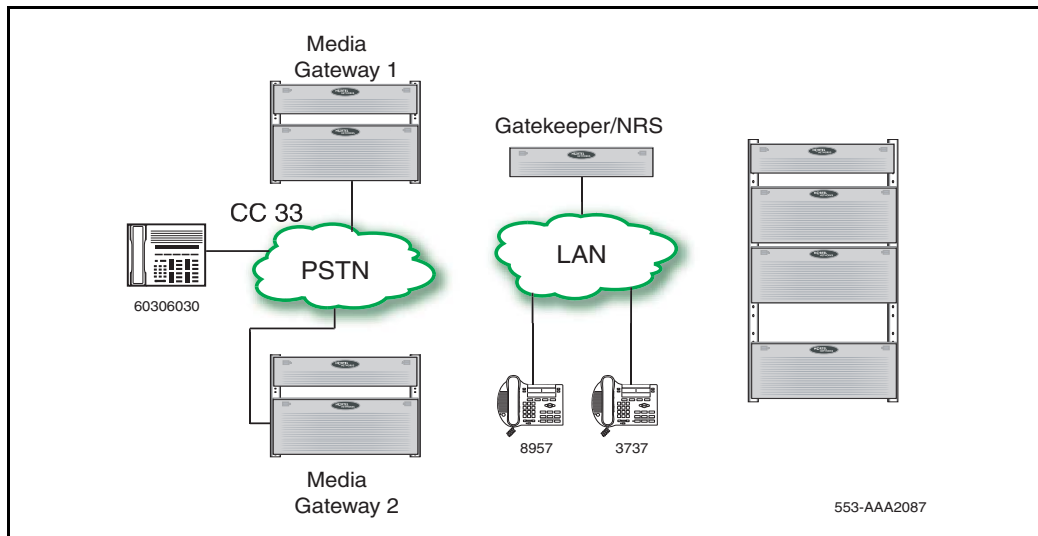 Media
Gateway 1
Gatekeeper/NRS
CC 33
PSTN
LAN
60306030
8957
3737
Media
Gateway 2
553-AAA2087